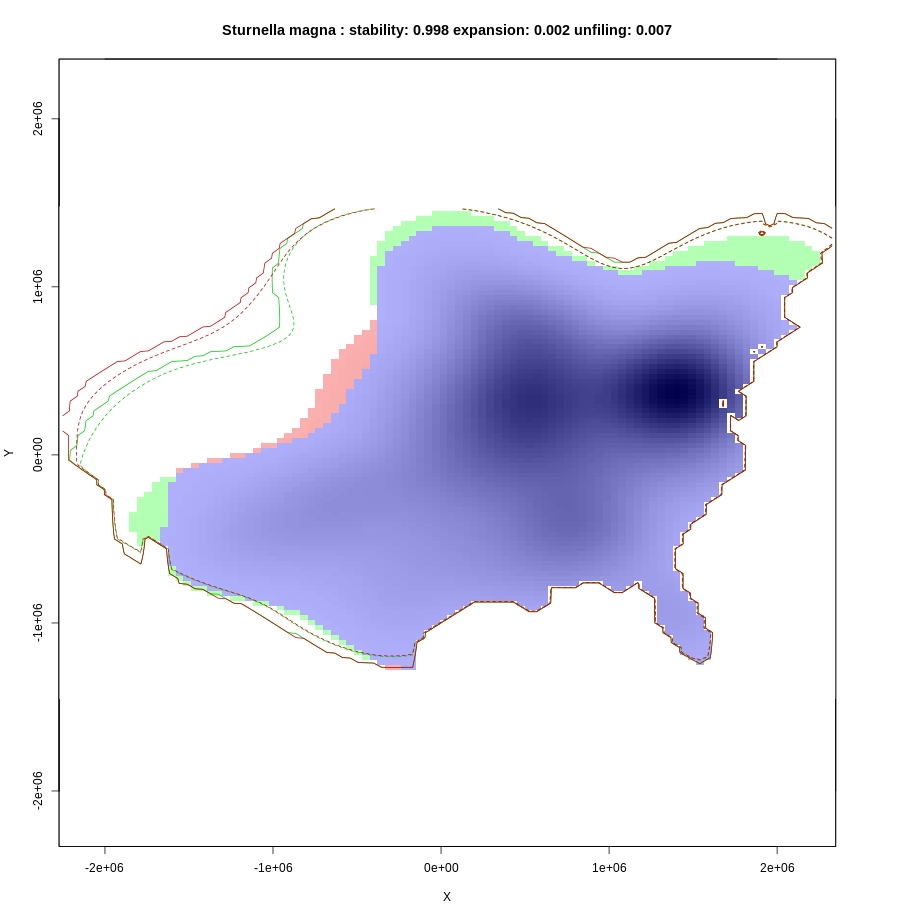 Sturnella magna : stability: 0.998 expansion: 0.002 unfiling: 0.007
2e+06
1e+06
0e+00
-1e+06
-2e+06
Y
-2e+06 -1e+06 0e+00 1e+06 2e+06
X